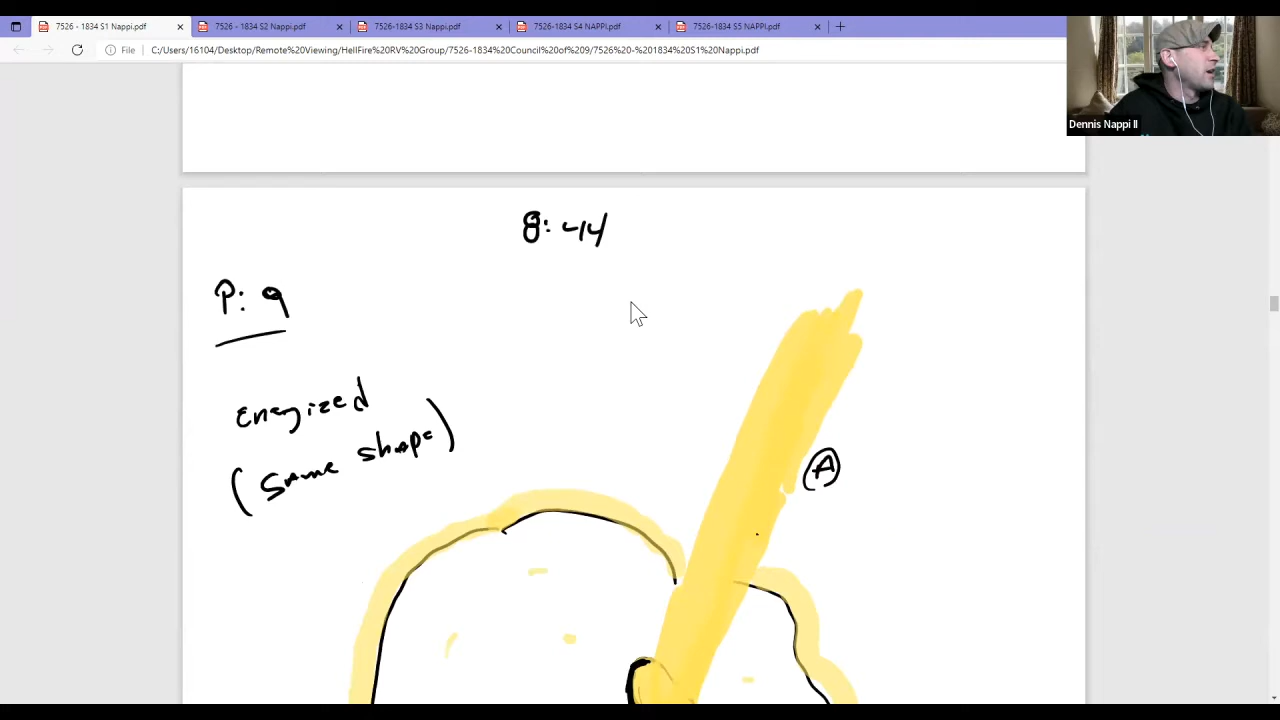 7526 - 1834 S1 Nappi.pdf
7526 - 1834 S2 Nappi.pdf
7526-1834 S3 Nappi.pdf
7526-1834 S4 NAPPI.pdf
7526-1834 S5 NAPPI.pdf
File
C:/Users/16104/Desktop/Remote%20Viewing/HellFire%20RV%20Group/7526-1834%20Council%20of%209/7526%20-%201834%20S1%20Nappi.pdf
Dennis Nappi II
8:44
P: 9
Energized
(Same shape)
A